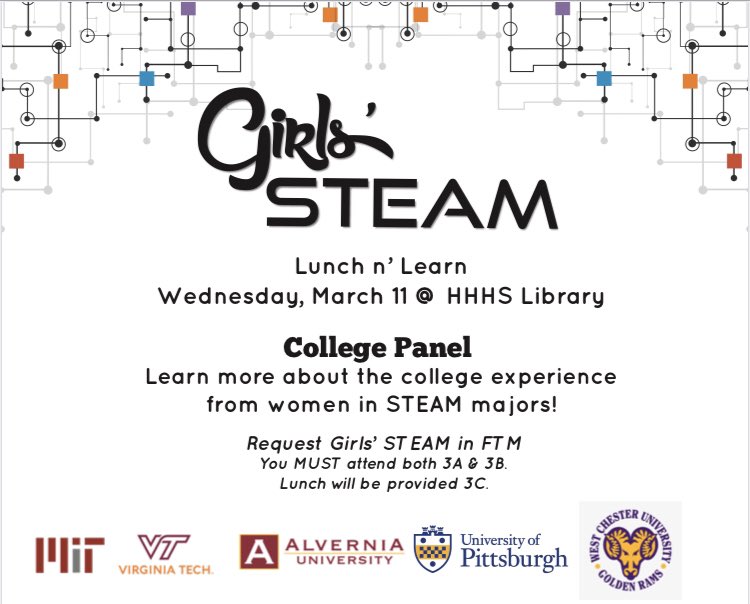 Girls'
STEAM
Lunch n' Learn
Wednesday, March 11 @ HHHS Library
College Panel
Learn more about the college experience
from women in STEAM majors!
Request Girls' STEAM in FTM
You MUST attend both 3A & 3B.
Lunch will be provided 3C.
MiT
VT
VIRGINIA TECH.
A
ALVERNIA
UNIVERSITY
University of
Pittsburgh
WEST CHESTER UNIVERSITY
GOLDEN RAMS